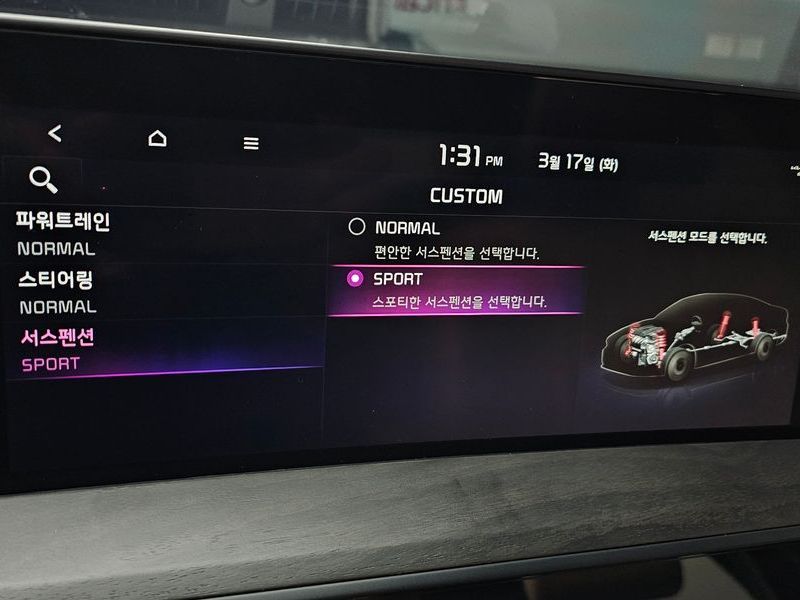 1:31 PM 3월 17일 (화)
CUSTOM
파워트레인
NORMAL
스티어링
NORMAL
서스펜션
SPORT
NORMAL
편안한 서스펜션을 선택합니다.
SPORT
스포티한 서스펜션을 선택합니다.
서스펜션 모드를 선택합니다.